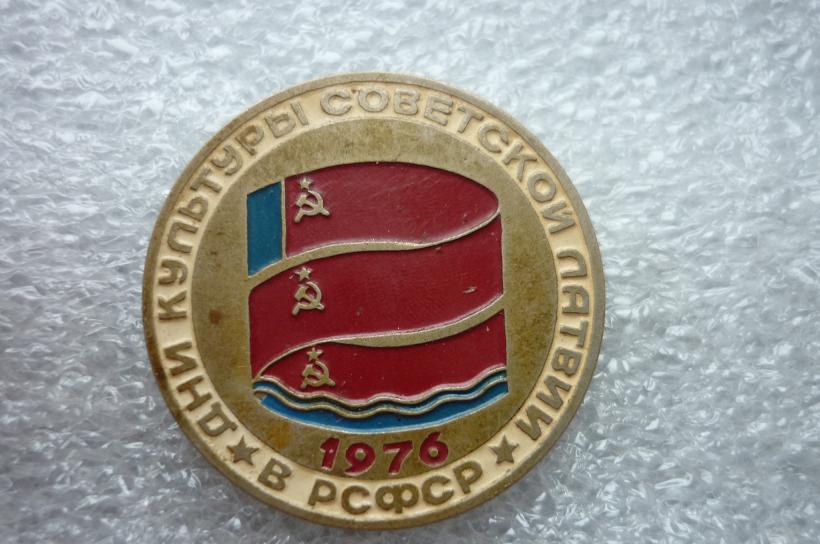 ДНИ КУЛЬТУРЫ СОВЕТСКОЙ ЛАТВИИ
В РСФСР
1976